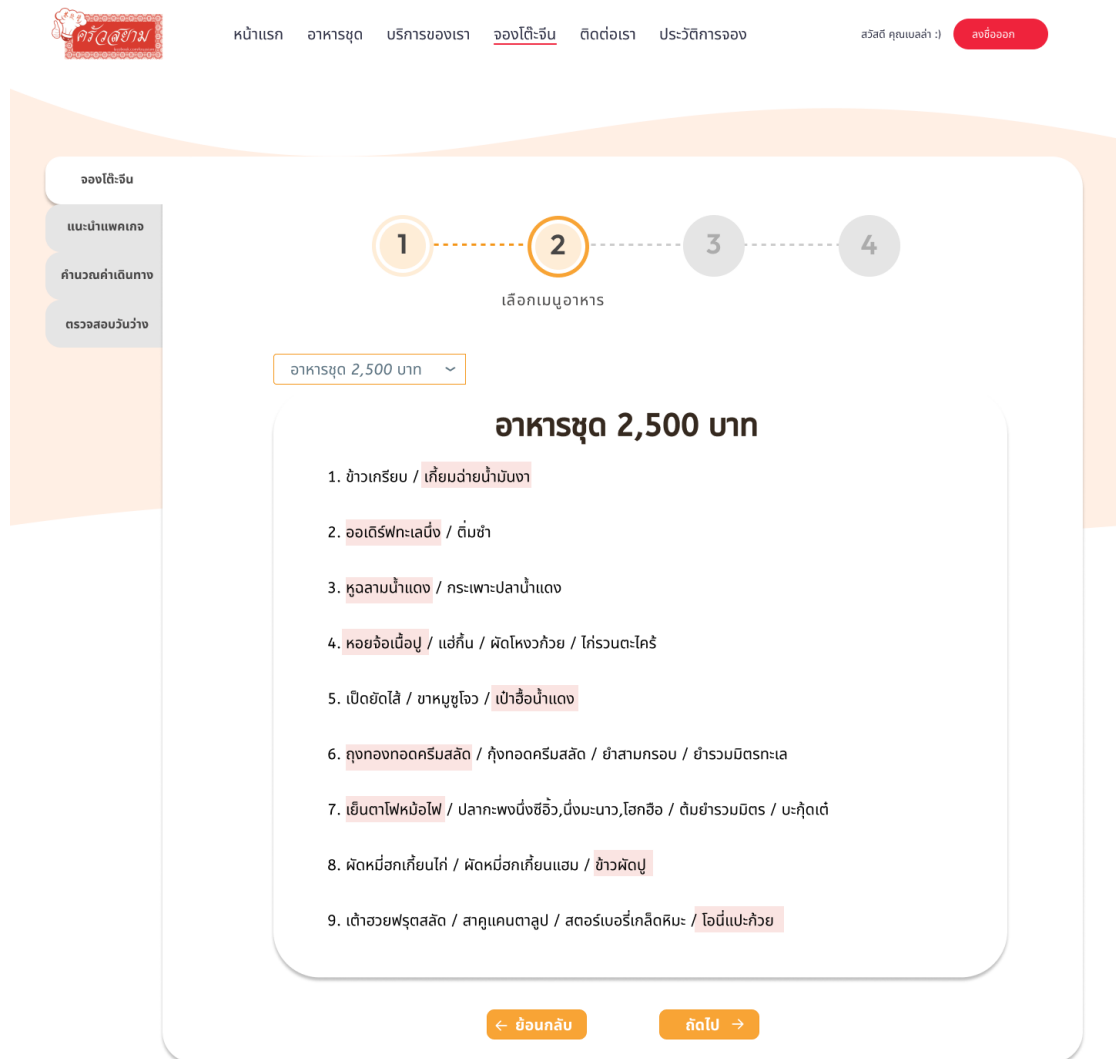 ครัวสยาม
หน้าแรก อาหารชุด บริการของเรา จองโต๊ะจีน ติดต่อเรา ประวัติการจอง สวัสดี คุณเบลล่า :) ลงชื่อออก
จองโต๊ะจีน
แนะนำแพคเกจ
คำนวณค่าเดินทาง
ตรวจสอบวันว่าง
1 2 3 4
เลือกเมนูอาหาร
อาหารชุด 2,500 บาท
อาหารชุด 2,500 บาท
1. ข้าวเกรียบ / เกี้ยมฉ่ายน้ำมันงา
2. ออเดิร์ฟทะเลนึ่ง / ติ่มซำ
3. หูฉลามน้ำแดง / กระเพาะปลาน้ำแดง
4. หอยจ้อเนื้อปู / แฮ่กึ้น / ผัดโหงวก้วย / ไก่รวนตะไคร้
5. เป็ดยัดไส้ / ขาหมูซูโจว / เป๋าฮื้อน้ำแดง
6. ถุงทองทอดครีมสลัด / กุ้งทอดครีมสลัด / ยำสามกรอบ / ยำรวมมิตรทะเล
7. เย็นตาโฟหม้อไฟ / ปลากะพงนึ่งซีอิ้ว,นึ่งมะนาว,โฮกฮือ / ต้มยำรวมมิตร / บะกุ้ดเต๋
8. ผัดหมี่ฮกเกี้ยนไก่ / ผัดหมี่ฮกเกี้ยนแฮม / ข้าวผัดปู
9. เต้าฮวยฟรุตสลัด / สาคูแคนตาลูป / สตอร์เบอรี่เกล็ดหิมะ / โอนี่แปะก้วย
← ย้อนกลับ ถัดไป →